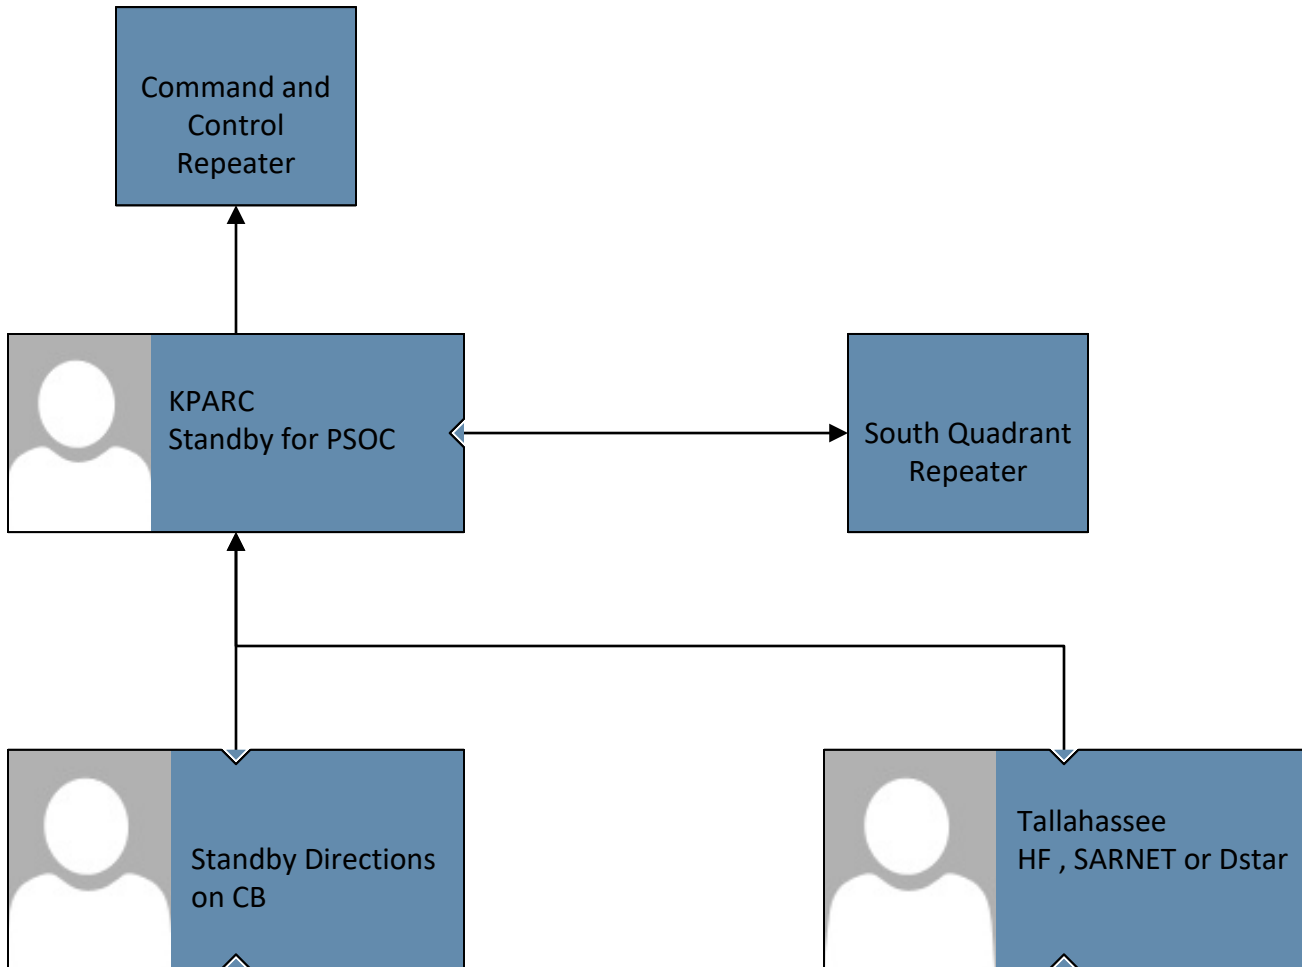 Command and
Control
Repeater
KPARC
Standby for PSOC
South Quadrant
Repeater
Standby Directions
on CB
Tallahassee
HF , SARNET or Dstar